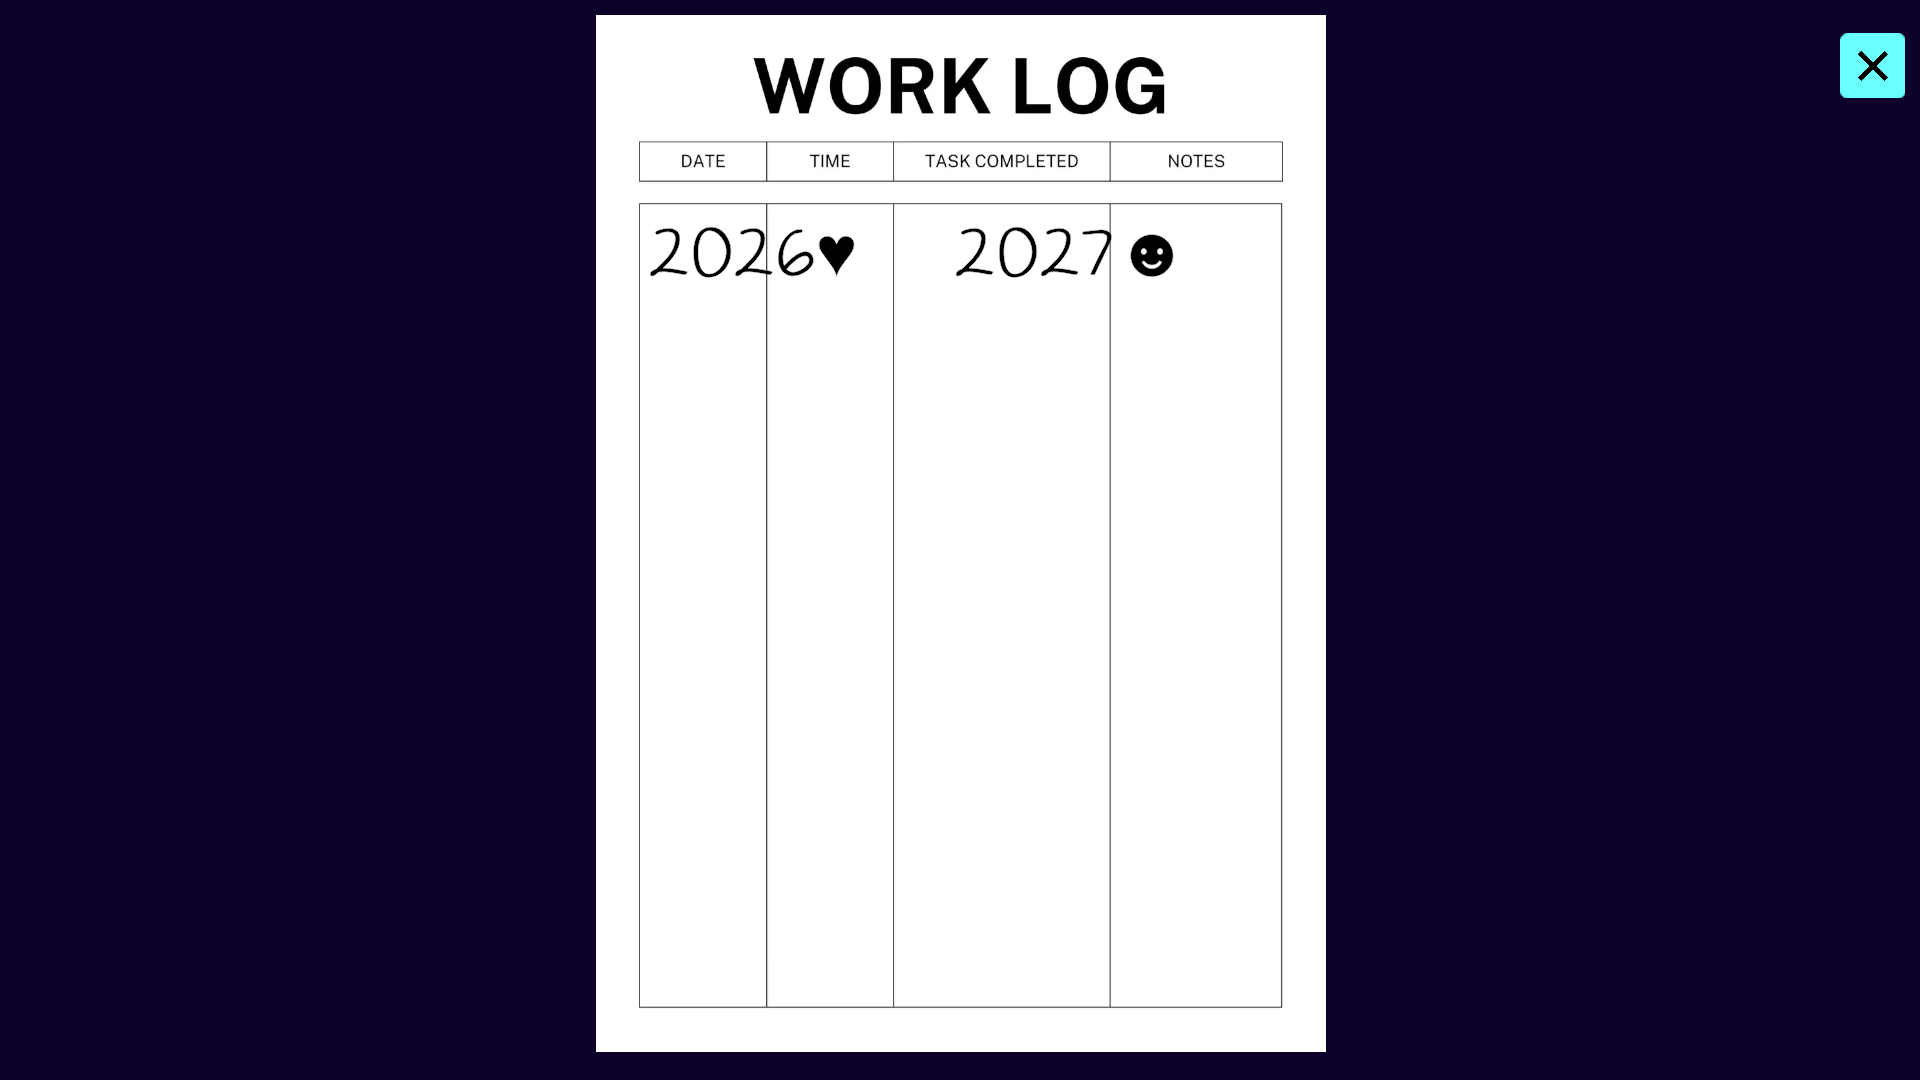 WORK LOG
DATE TIME TASK COMPLETED NOTES
2026♥ 2027 ☻